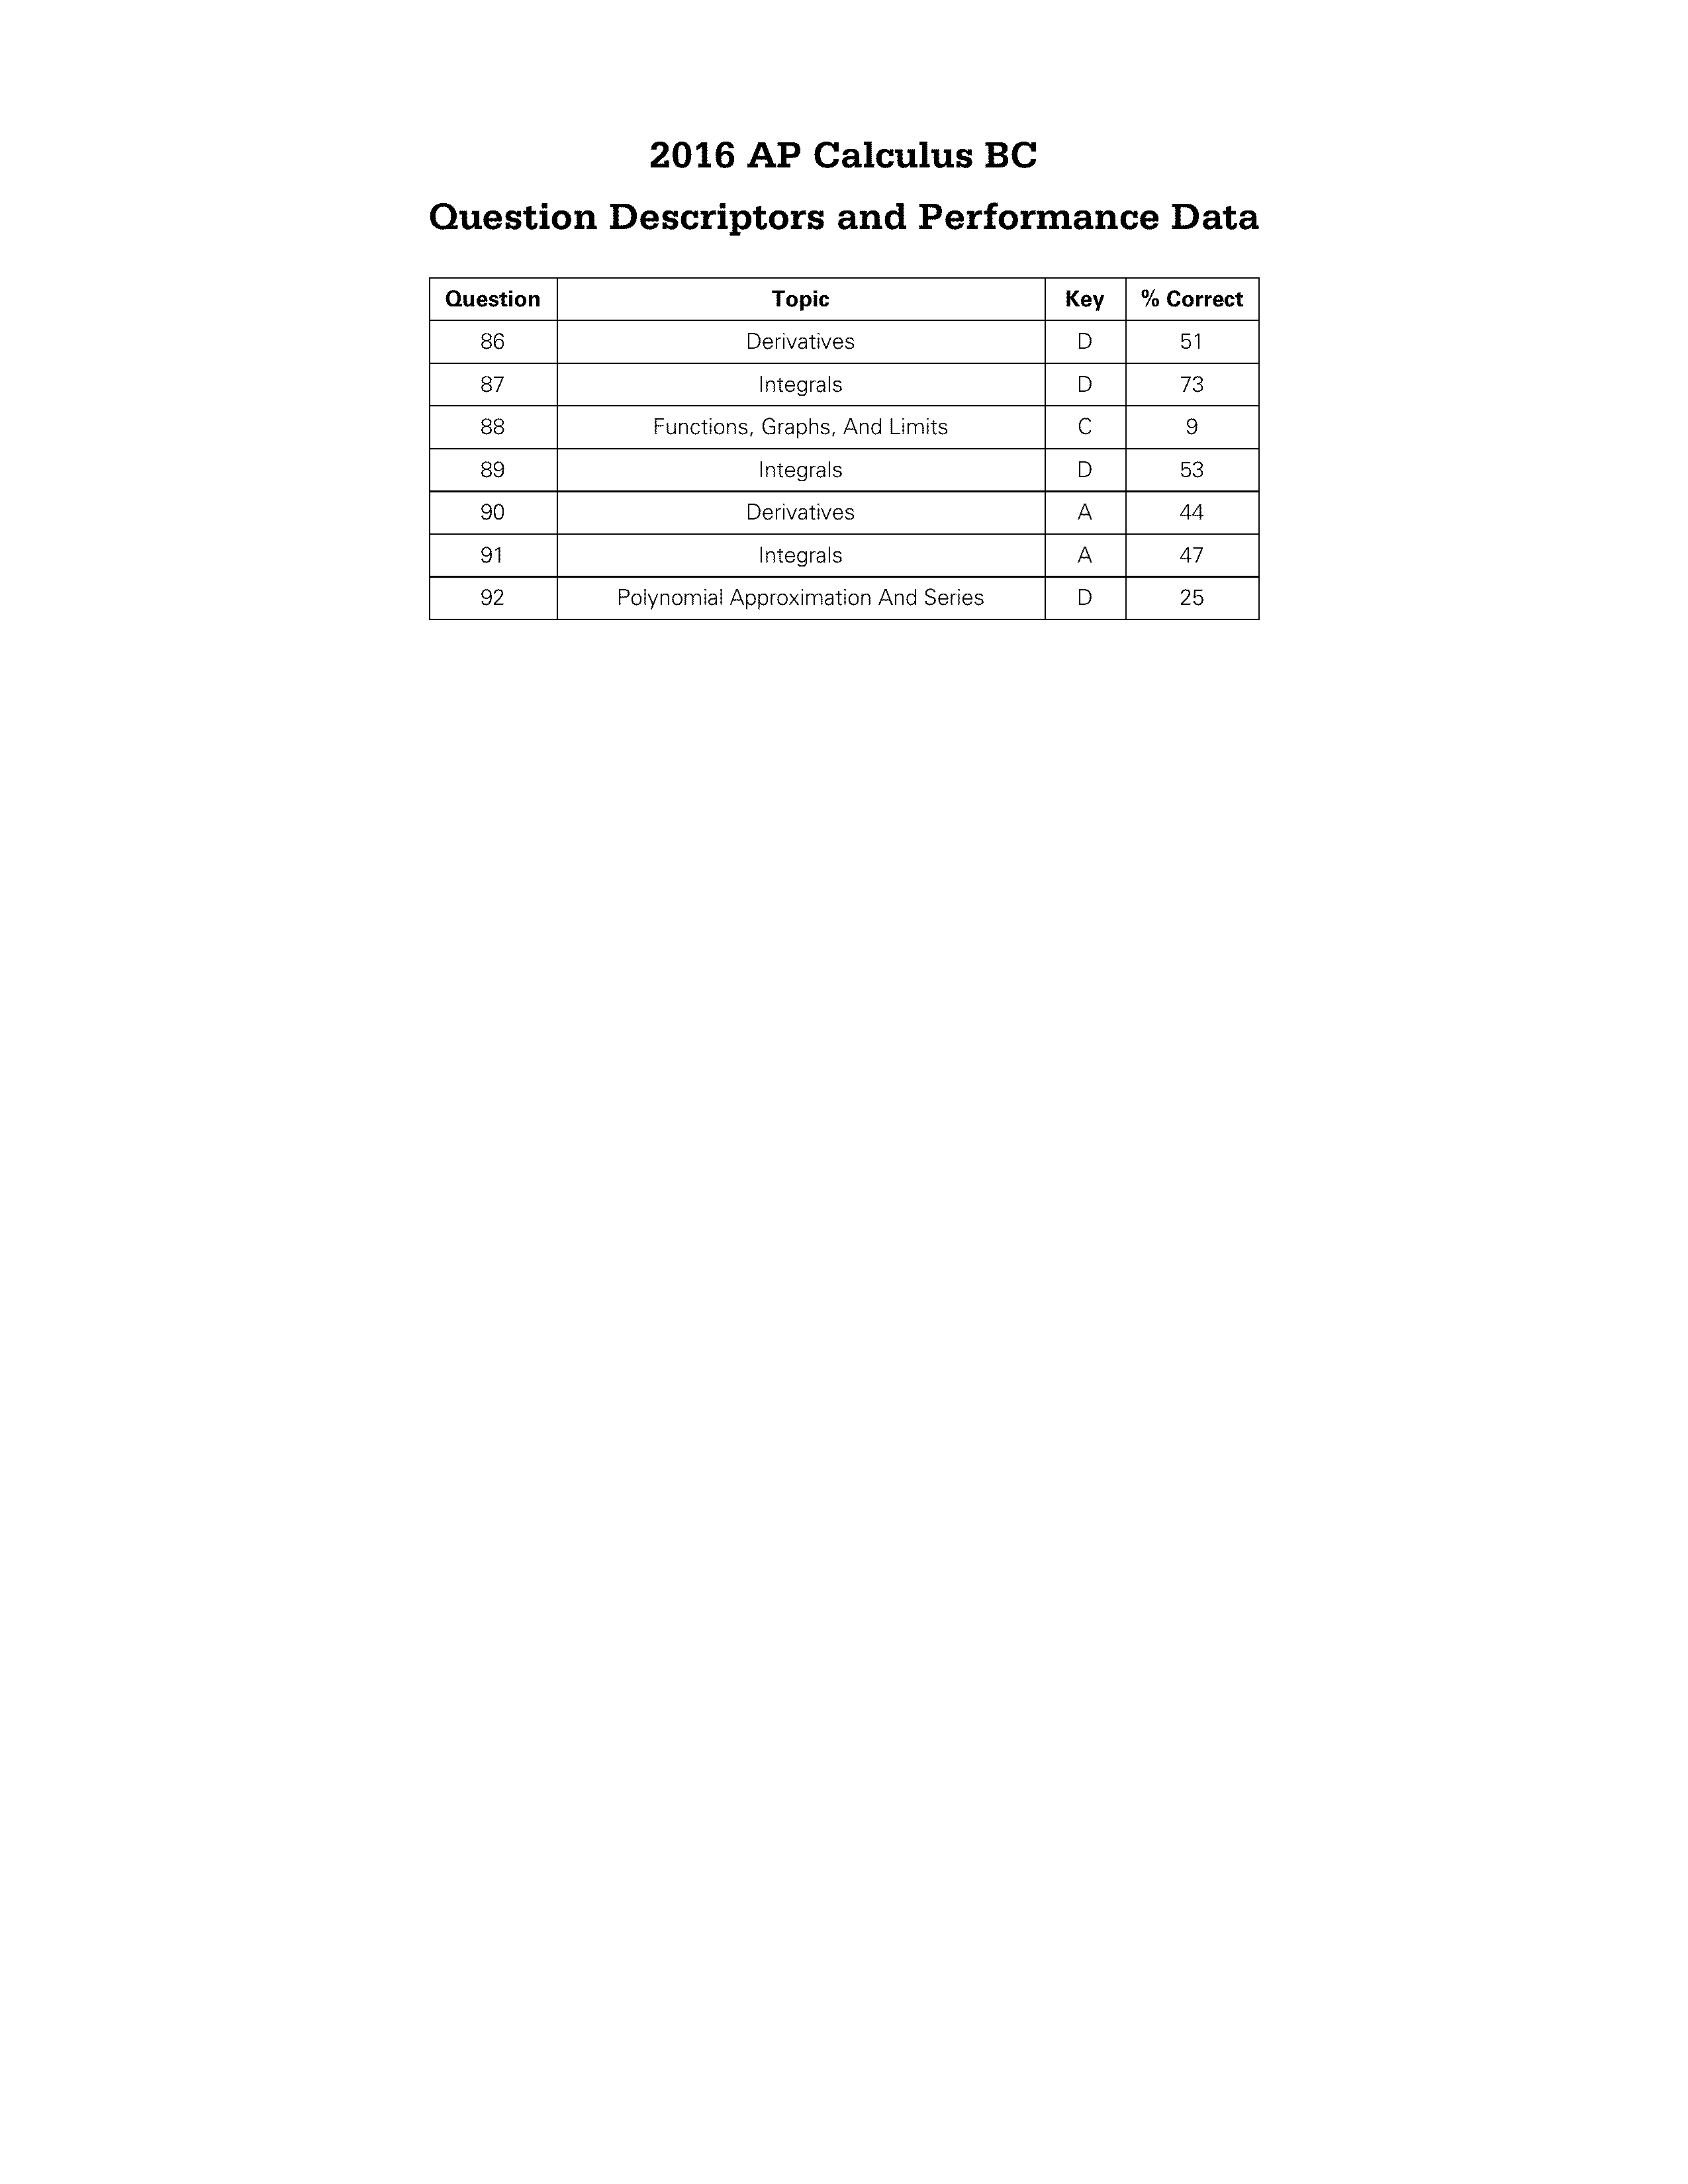 2016 AP Calculus BC
Question Descriptors and Performance Data
Question Topic Key % Correct
86 Derivatives D 51
87 Integrals D 73
88 Functions, Graphs, And Limits C 9
89 Integrals D 53
90 Derivatives A 44
91 Integrals A 47
92 Polynomial Approximation And Series D 25